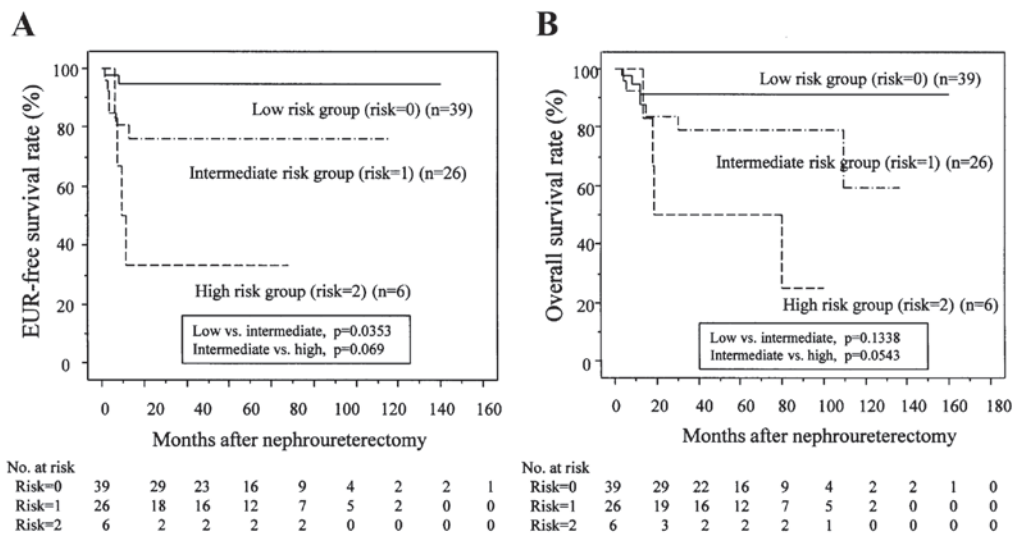 A
EUR-free survival rate (%)
100
80
60
40
20
0
Low risk group (risk=0) (n=39)
Intermediate risk group (risk=1) (n=26)
High risk group (risk=2) (n=6)
Low vs. intermediate, p=0.0353
Intermediate vs. high, p=0.069
0 20 40 60 80 100 120 140 160
Months after nephroureterectomy
No. at risk
Risk=0 39 29 23 16 9 4 2 2 1
Risk=1 26 18 16 12 7 5 2 0 0
Risk=2 6 2 2 2 2 0 0 0 0
B
Overall survival rate (%)
100
80
60
40
20
0
Low risk group (risk=0) (n=39)
Intermediate risk group (risk=1) (n=26)
High risk group (risk=2) (n=6)
Low vs. intermediate, p=0.1338
Intermediate vs. high, p=0.0543
0 20 40 60 80 100 120 140 160 180
Months after nephroureterectomy
No. at risk
Risk=0 39 29 22 16 9 4 2 2 1 0
Risk=1 26 19 16 12 7 5 2 0 0 0
Risk=2 6 3 2 2 2 1 0 0 0 0